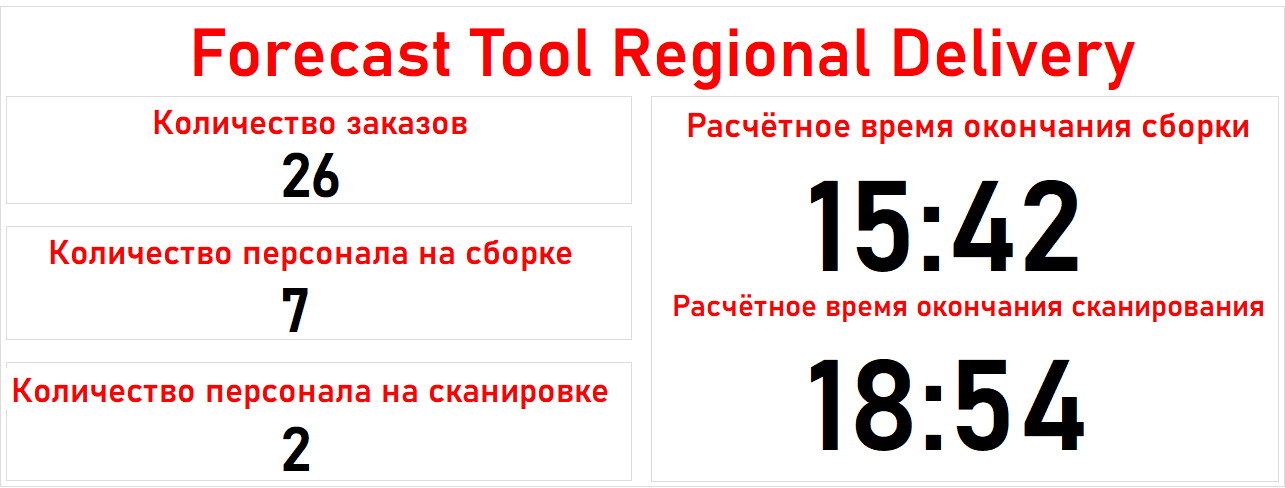 Forecast Tool Regional Delivery
Количество заказов
26
Количество персонала на сборке
7
Количество персонала на сканировке
2
Расчётное время окончания сборки
15:42
Расчётное время окончания сканирования
18:54